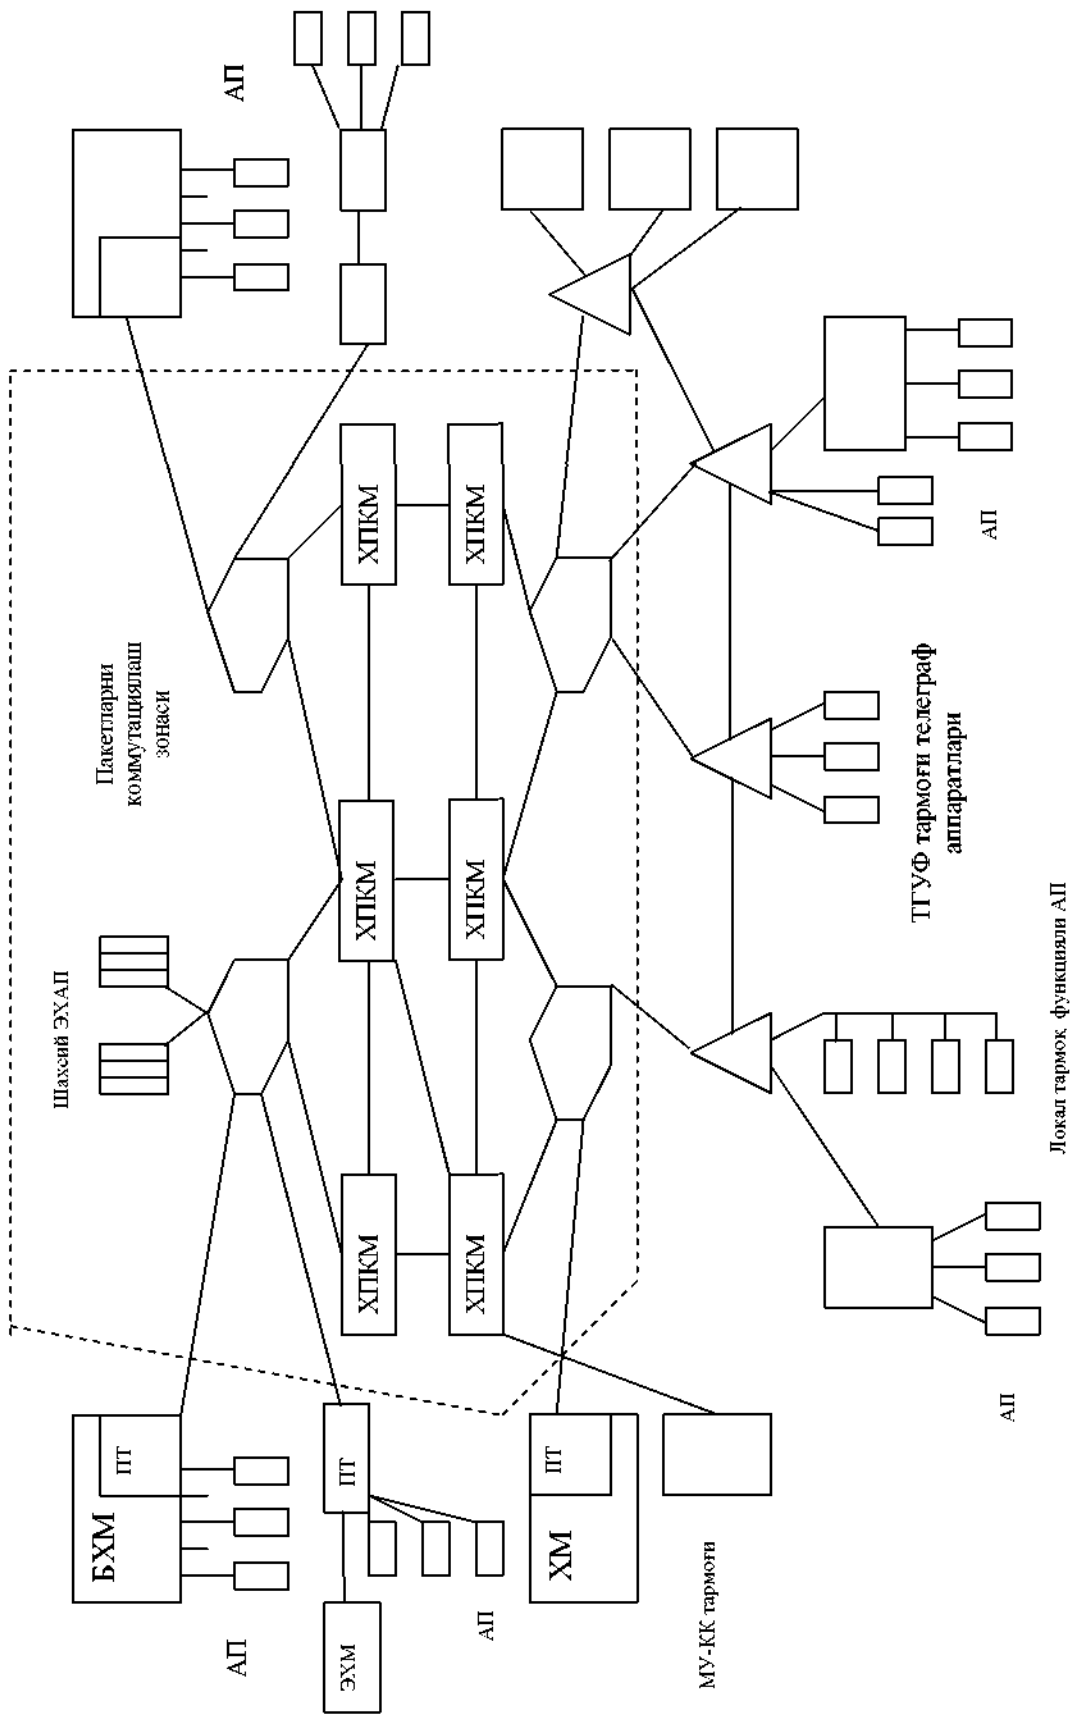 Шахсий ЭХАП
Пакетларни
коммутациялаш
зонаси
БХМ
ПТ
АП
АП
ЭХМ
ПТ
АП
ХПКМ
ХПКМ
ХПКМ
ХПКМ
ХПКМ
ХПКМ
ХМ
ПТ
МУ-КК тармоғи
АП
ТГУФ тармоғи телеграф
аппаратлари
АП
Локал тармоқ функцияли АП